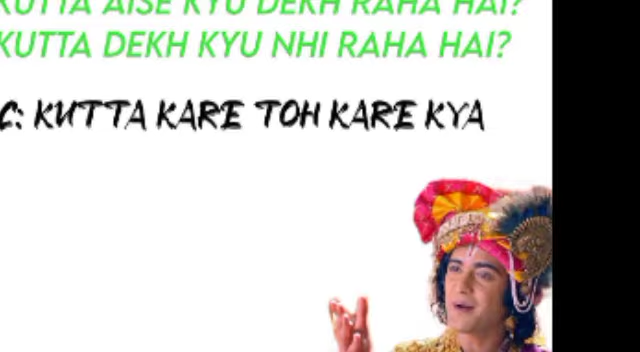 KUTTA AISE KYU DEKH RAHA HAI?
KUTTA DEKH KYU NHI RAHA HAI?
C: KUTTA KARE TOH KARE KYA